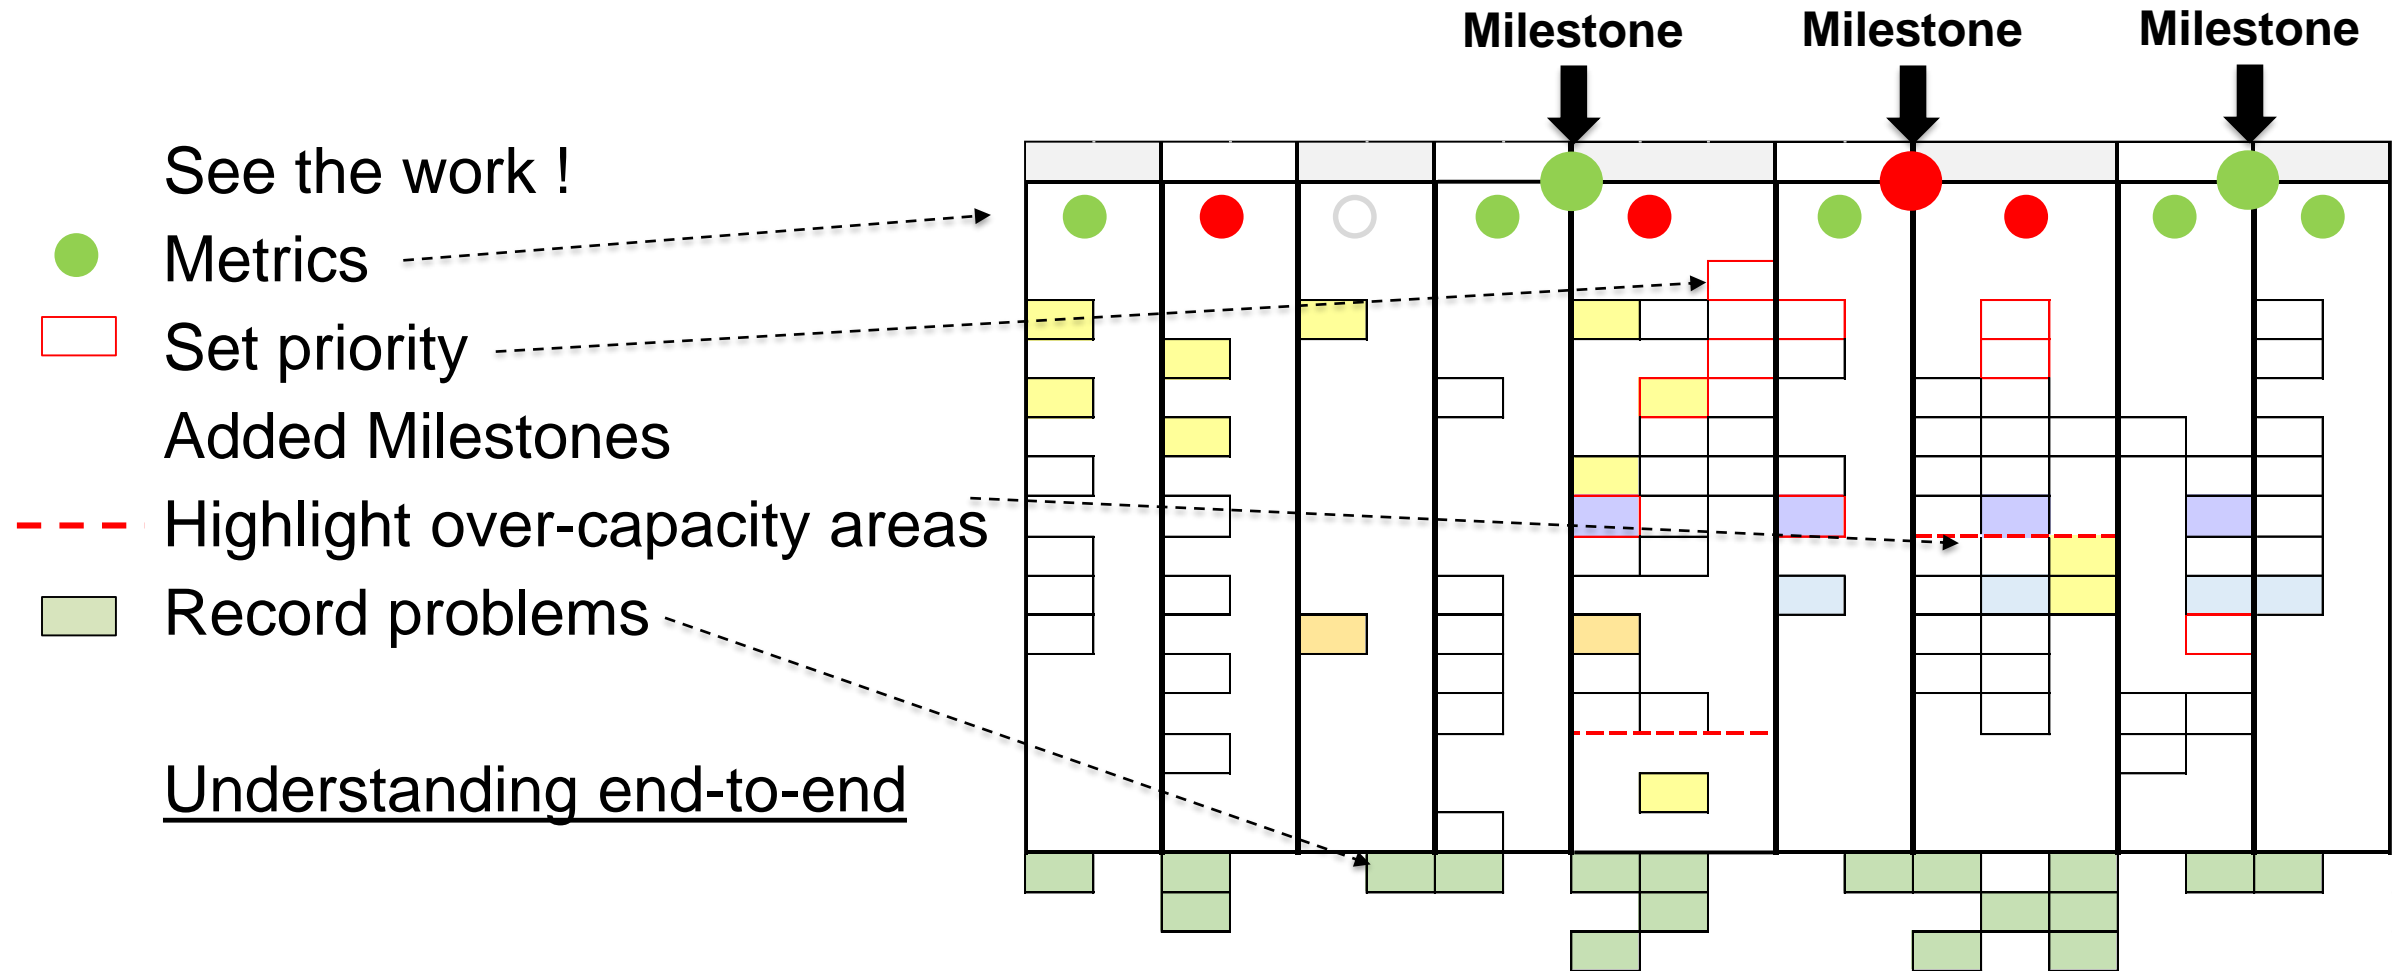 Milestone Milestone Milestone
See the work !
Metrics
Set priority
Added Milestones
Highlight over-capacity areas
Record problems
Understanding end-to-end